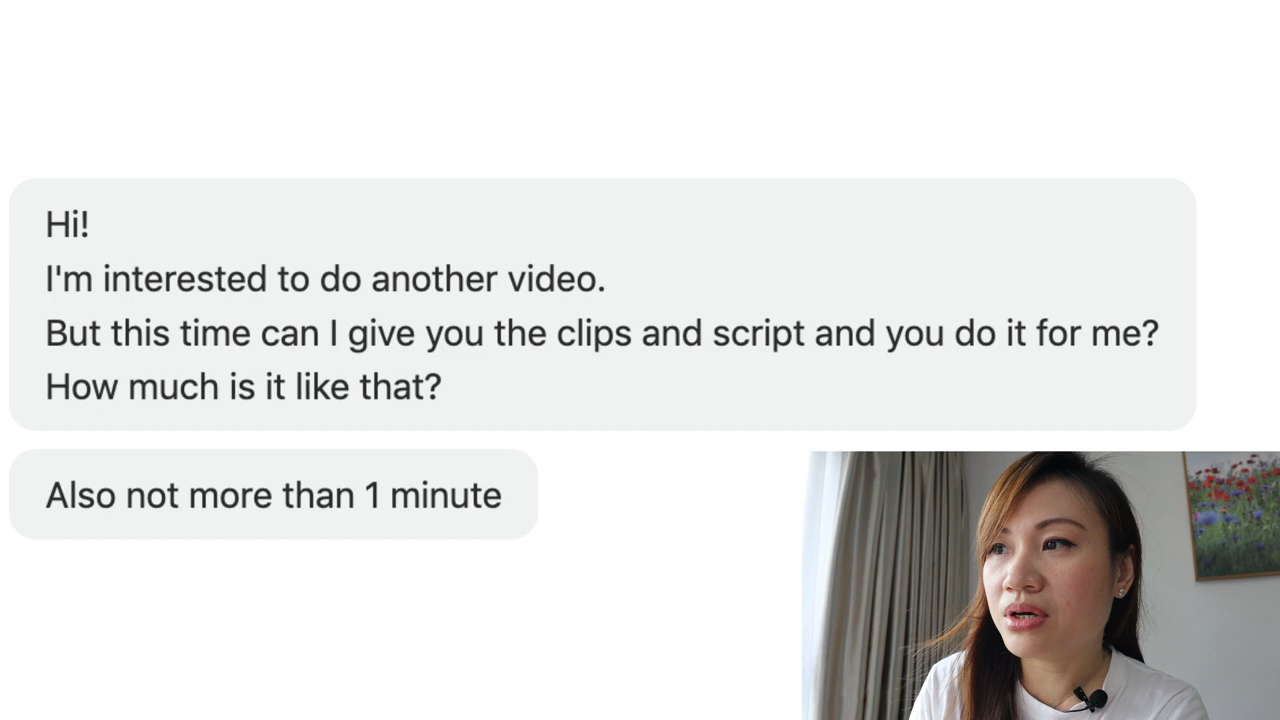 Hi!
I'm interested to do another video.
But this time can I give you the clips and script and you do it for me?
How much is it like that?
Also not more than 1 minute